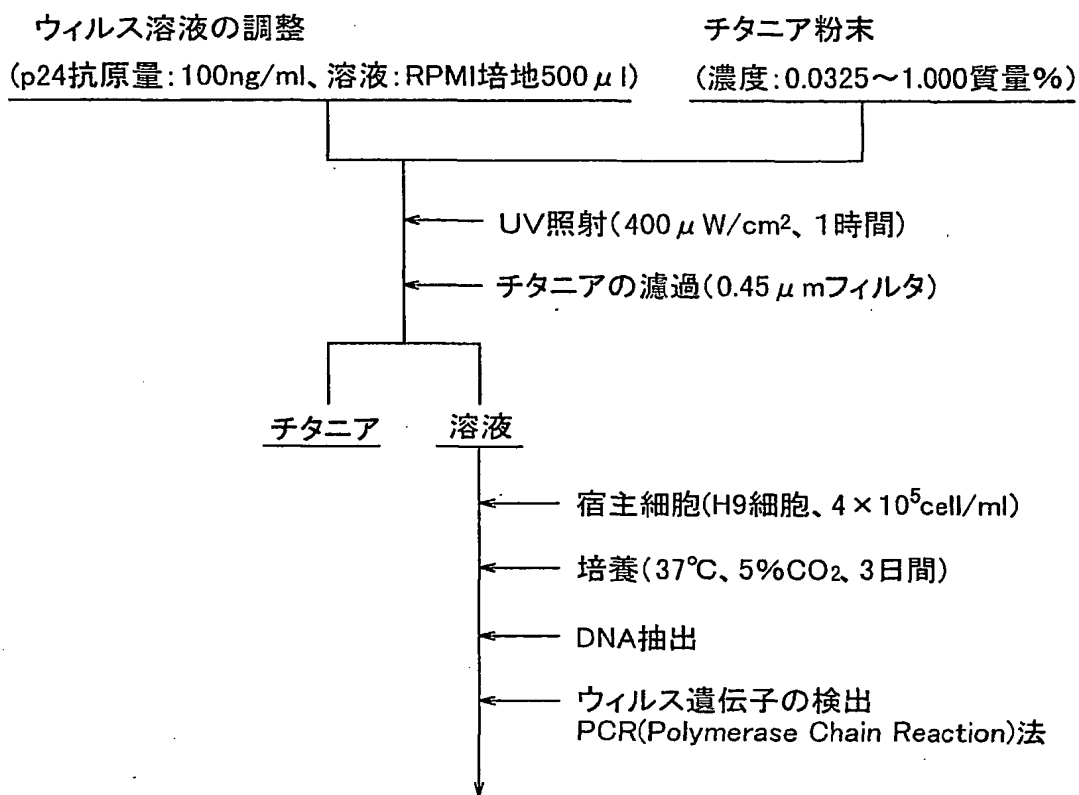 ウィルス溶液の調整
(p24抗原量:100ng/ml、溶液:RPMI培地500μl)
チタニア粉末
(濃度:0.0325~1.000質量%)
UV照射(400μW/cm²、1時間)
チタニアの濾過(0.45μmフィルタ)
チタニア
溶液
宿主細胞(H9細胞、4×10⁵cell/ml)
培養(37℃、5%CO₂、3日間)
DNA抽出
ウィルス遺伝子の検出
PCR(Polymerase Chain Reaction)法